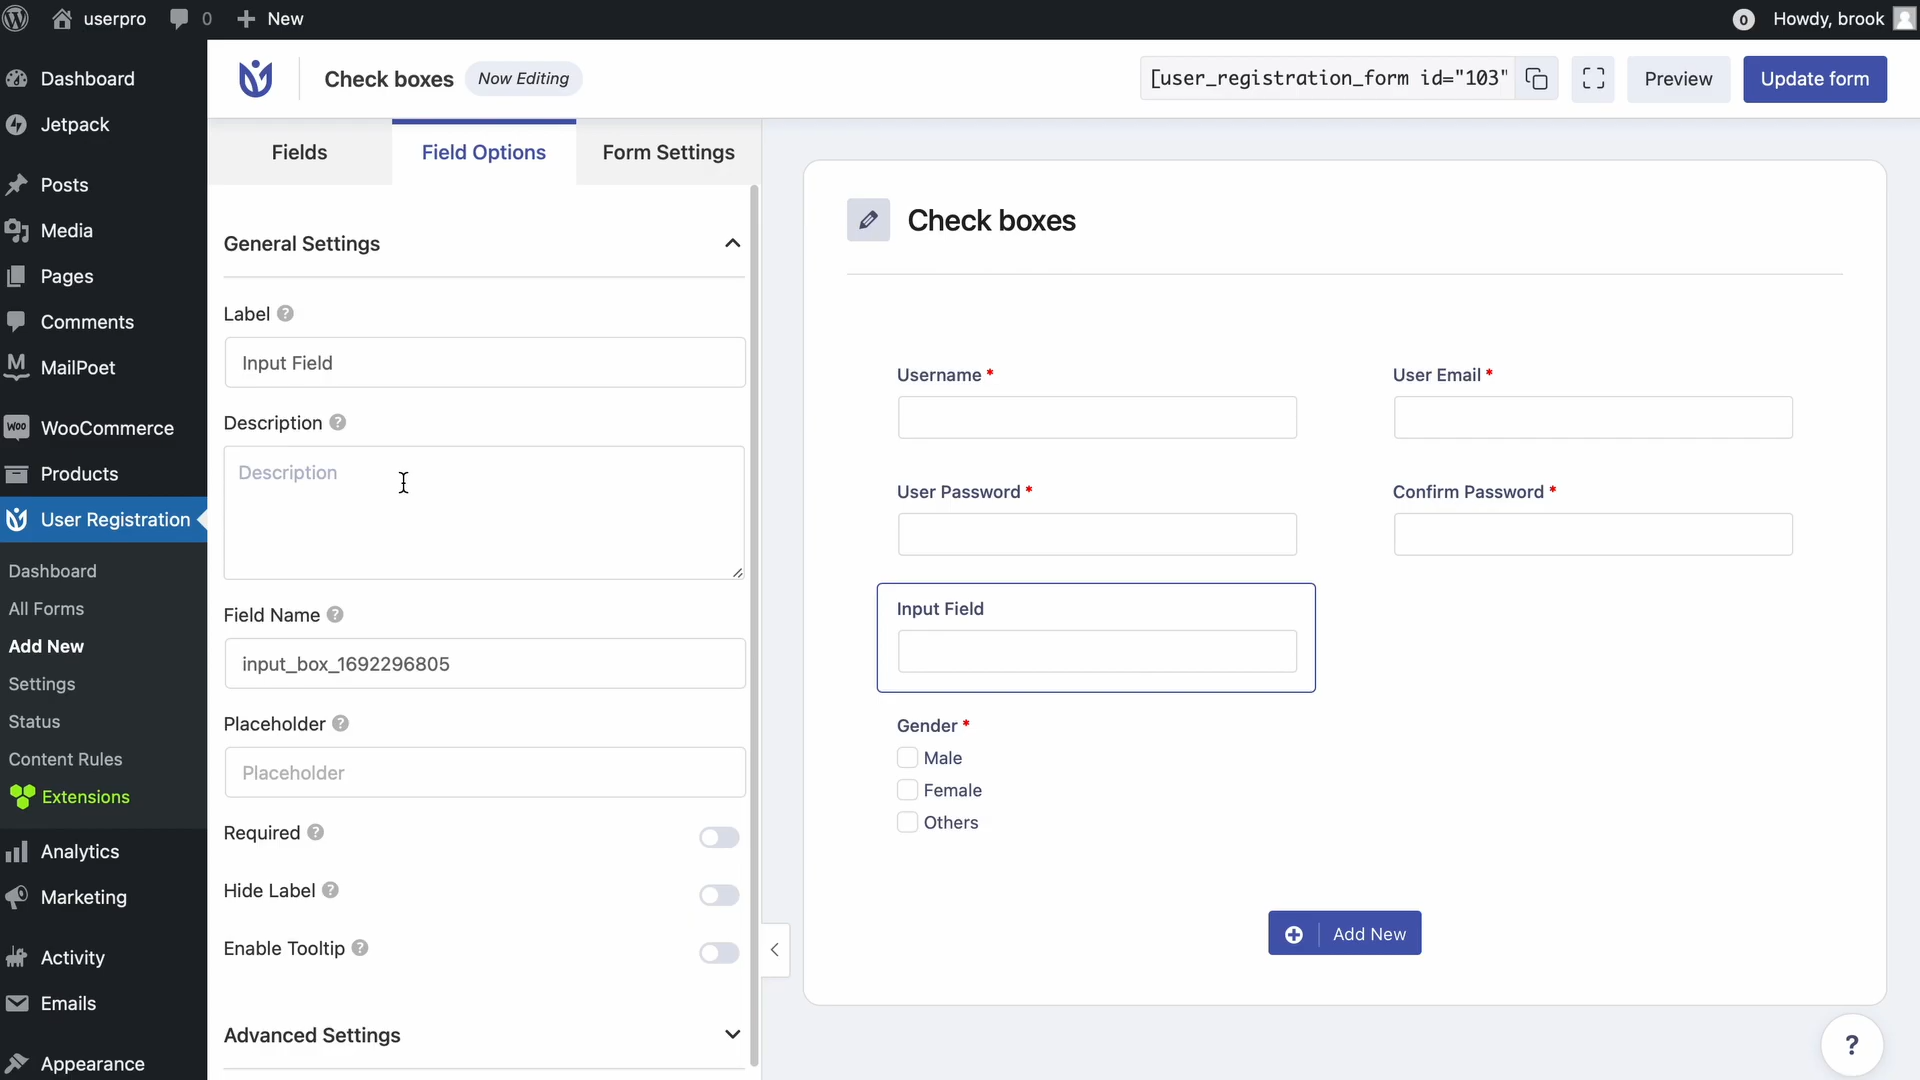 userpro
0
New
0
Howdy, brook
Dashboard
Jetpack
Posts
Media
Pages
Comments
MailPoet
WooCommerce
Products
User Registration
Dashboard
All Forms
Add New
Settings
Status
Content Rules
Extensions
Analytics
Marketing
Activity
Emails
Appearance
Check boxes
Now Editing
[user_registration_form id="103"
Preview
Update form
Fields
Field Options
Form Settings
General Settings
Label ?
Input Field
Description ?
Description
Field Name ?
input_box_1692296805
Placeholder ?
Placeholder
Required ?
Hide Label ?
Enable Tooltip ?
Advanced Settings
Check boxes
Username *
User Email *
User Password *
Confirm Password *
Input Field
Gender *
Male
Female
Others
Add New
?